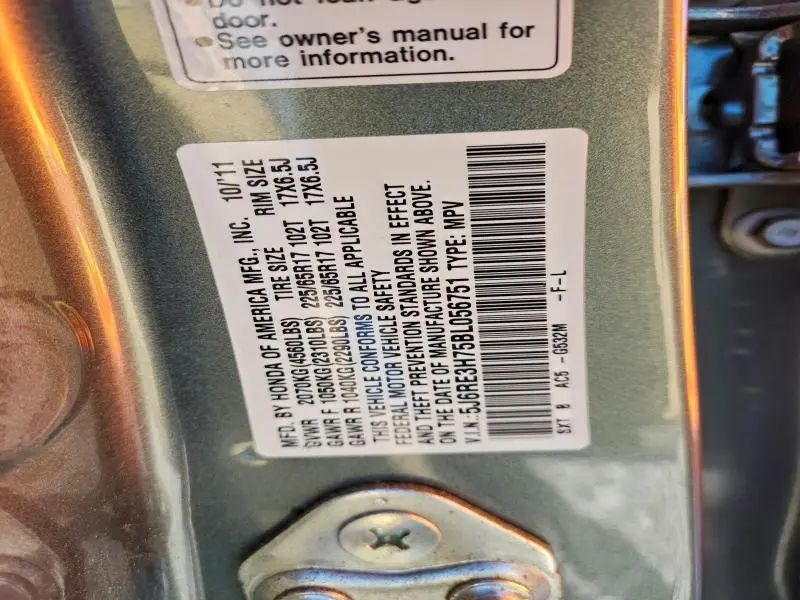 Do not lean
door.
See owner's manual for
more information.
MFD. BY HONDA OF AMERICA MFG., INC. 10/'11
TIRE SIZE RIM SIZE
GVWR 2070KG(4560LBS)
GAWR F 1050KG(2310LBS) 225/65R17 102T 17X6.5J
GAWR R 1040KG(2290LBS) 225/65R17 102T 17X6.5J
THIS VEHICLE CONFORMS TO ALL APPLICABLE
FEDERAL MOTOR VEHICLE SAFETY
AND THEFT PREVENTION STANDARDS IN EFFECT
ON THE DATE OF MANUFACTURE SHOWN ABOVE.
V.I.N.:5J6RE3H75BL056751 TYPE: MPV
SXT B AC5 -G532M -F-L